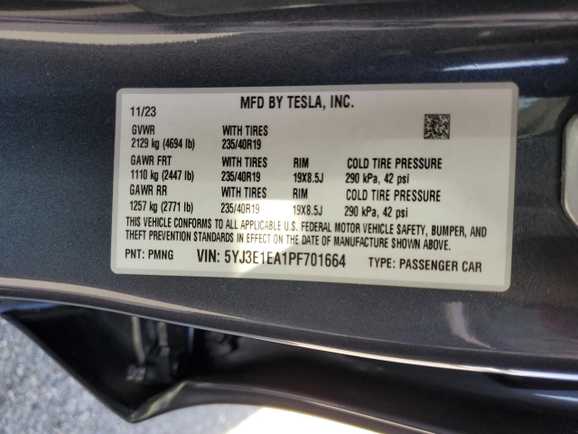 MFD BY TESLA, INC.
11/23
GVWR WITH TIRES
2129 kg (4694 lb) 235/40R19
GAWR FRT WITH TIRES RIM COLD TIRE PRESSURE
1110 kg (2447 lb) 235/40R19 19X8.5J 290 kPa, 42 psi
GAWR RR WITH TIRES RIM COLD TIRE PRESSURE
1257 kg (2771 lb) 235/40R19 19X8.5J 290 kPa, 42 psi
THIS VEHICLE CONFORMS TO ALL APPLICABLE U.S. FEDERAL MOTOR VEHICLE SAFETY, BUMPER, AND
THEFT PREVENTION STANDARDS IN EFFECT ON THE DATE OF MANUFACTURE SHOWN ABOVE.
PNT: PMNG VIN: 5YJ3E1EA1PF701664 TYPE: PASSENGER CAR